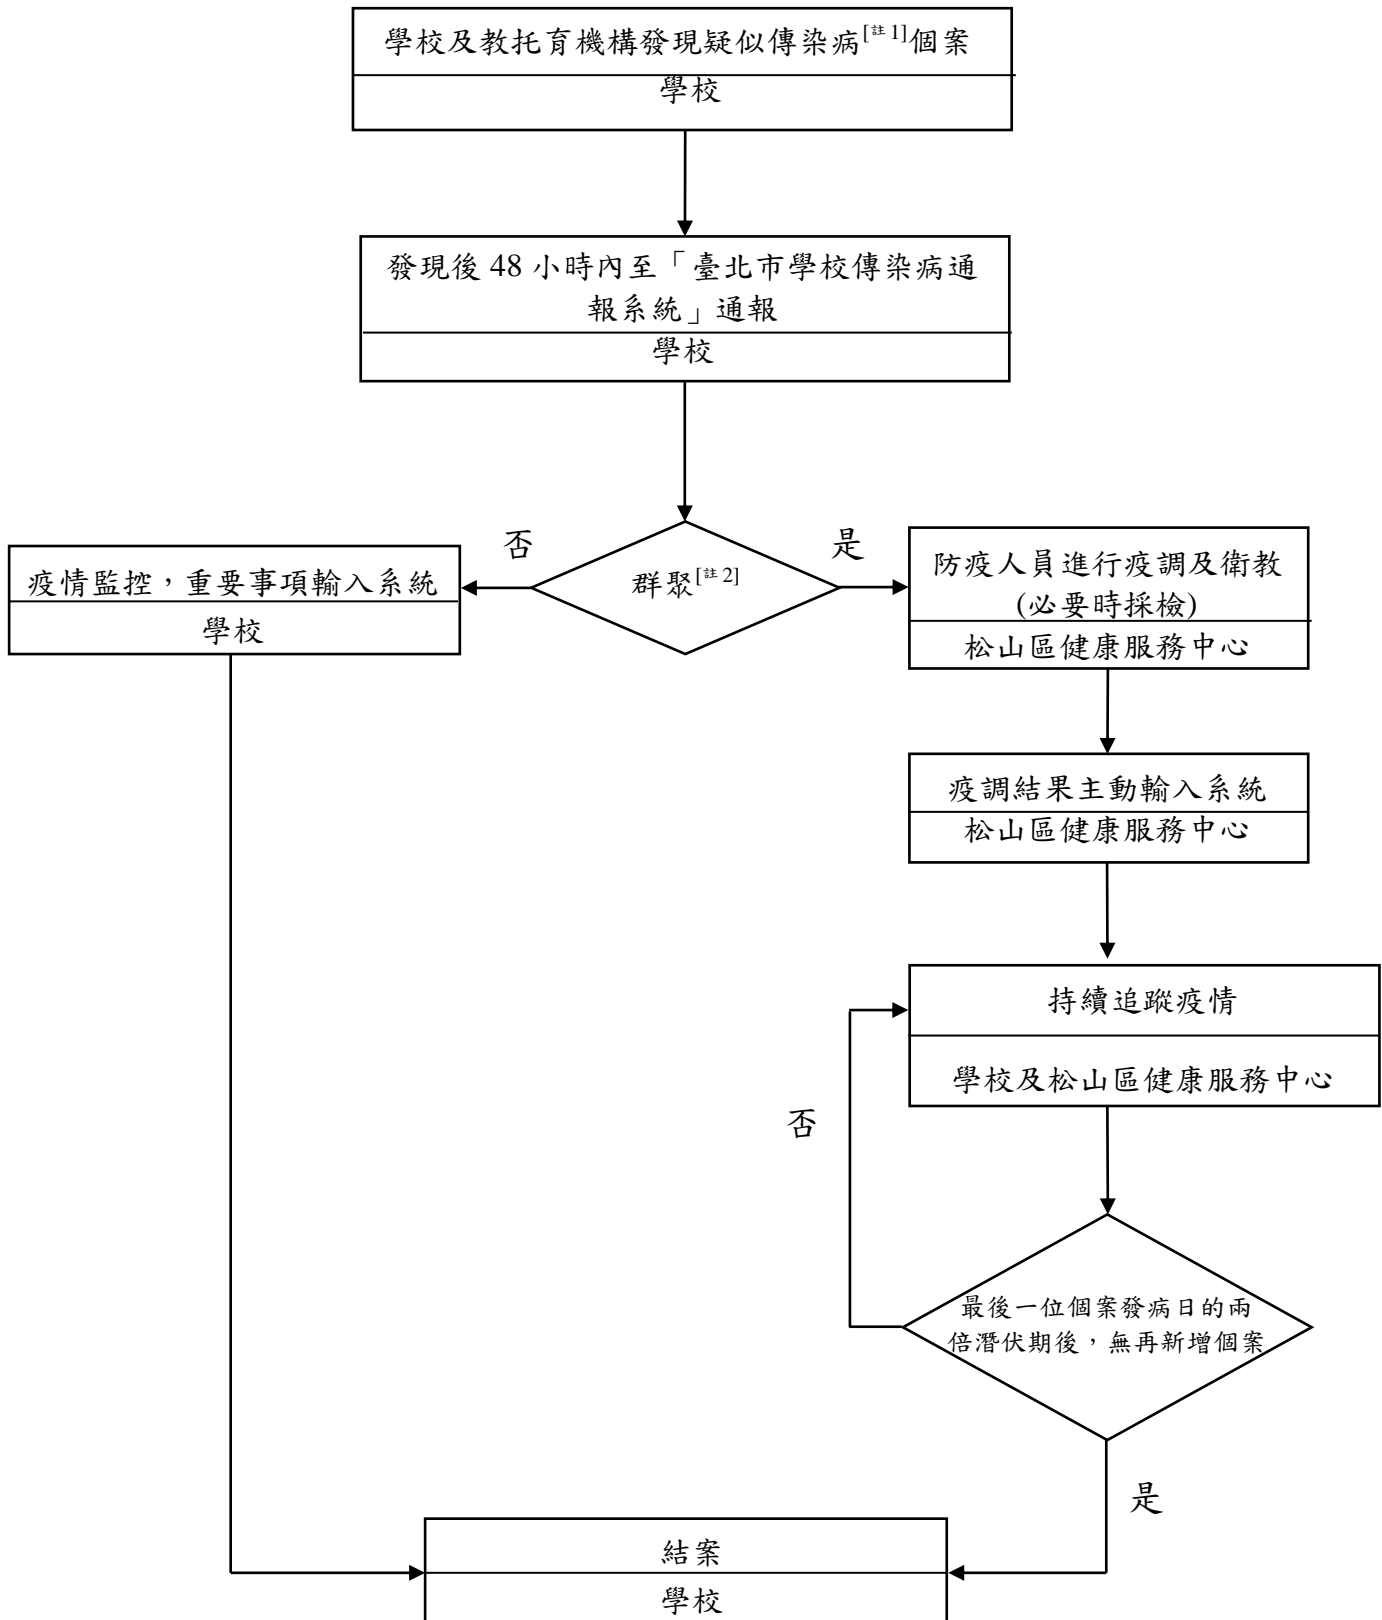 學校及教托育機構發現疑似傳染病[註1]個案
學校
發現後 48 小時內至「臺北市學校傳染病通
報系統」通報
學校
否
是
群聚[註2]
疫情監控，重要事項輸入系統
學校
防疫人員進行疫調及衛教
(必要時採檢)
松山區健康服務中心
疫調結果主動輸入系統
松山區健康服務中心
持續追蹤疫情
學校及松山區健康服務中心
否
最後一位個案發病日的兩
倍潛伏期後，無再新增個案
是
結案
學校